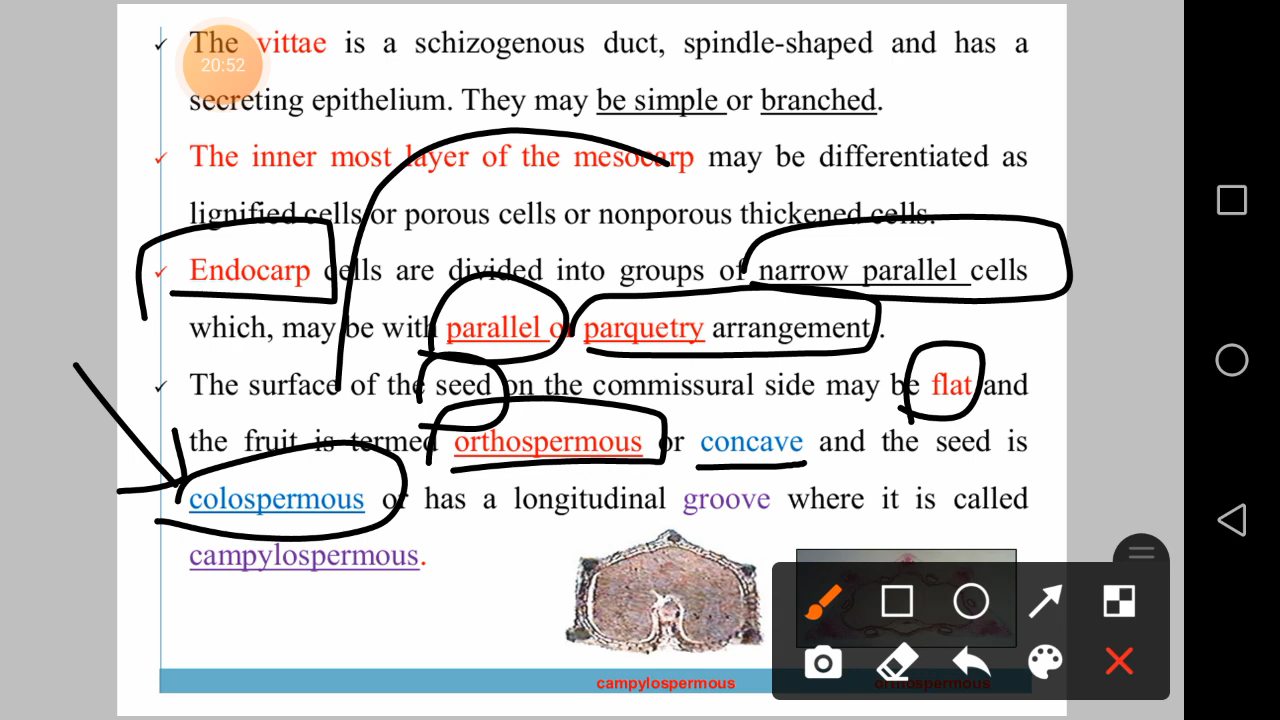 The vittae is a schizogenous duct, spindle-shaped and has a
20:52
secreting epithelium. They may be simple or branched.
The inner most layer of the mesocarp may be differentiated as
lignified cells or porous cells or nonporous thickened cells.
Endocarp cells are divided into groups of narrow parallel cells
which, may be with parallel or parquetry arrangement .
The surface of the seed on the commissural side may be flat and
the fruit is termed orthospermous or concave and the seed is
colospermous or has a longitudinal groove where it is called
campylospermous.
campylospermous
orthospermous